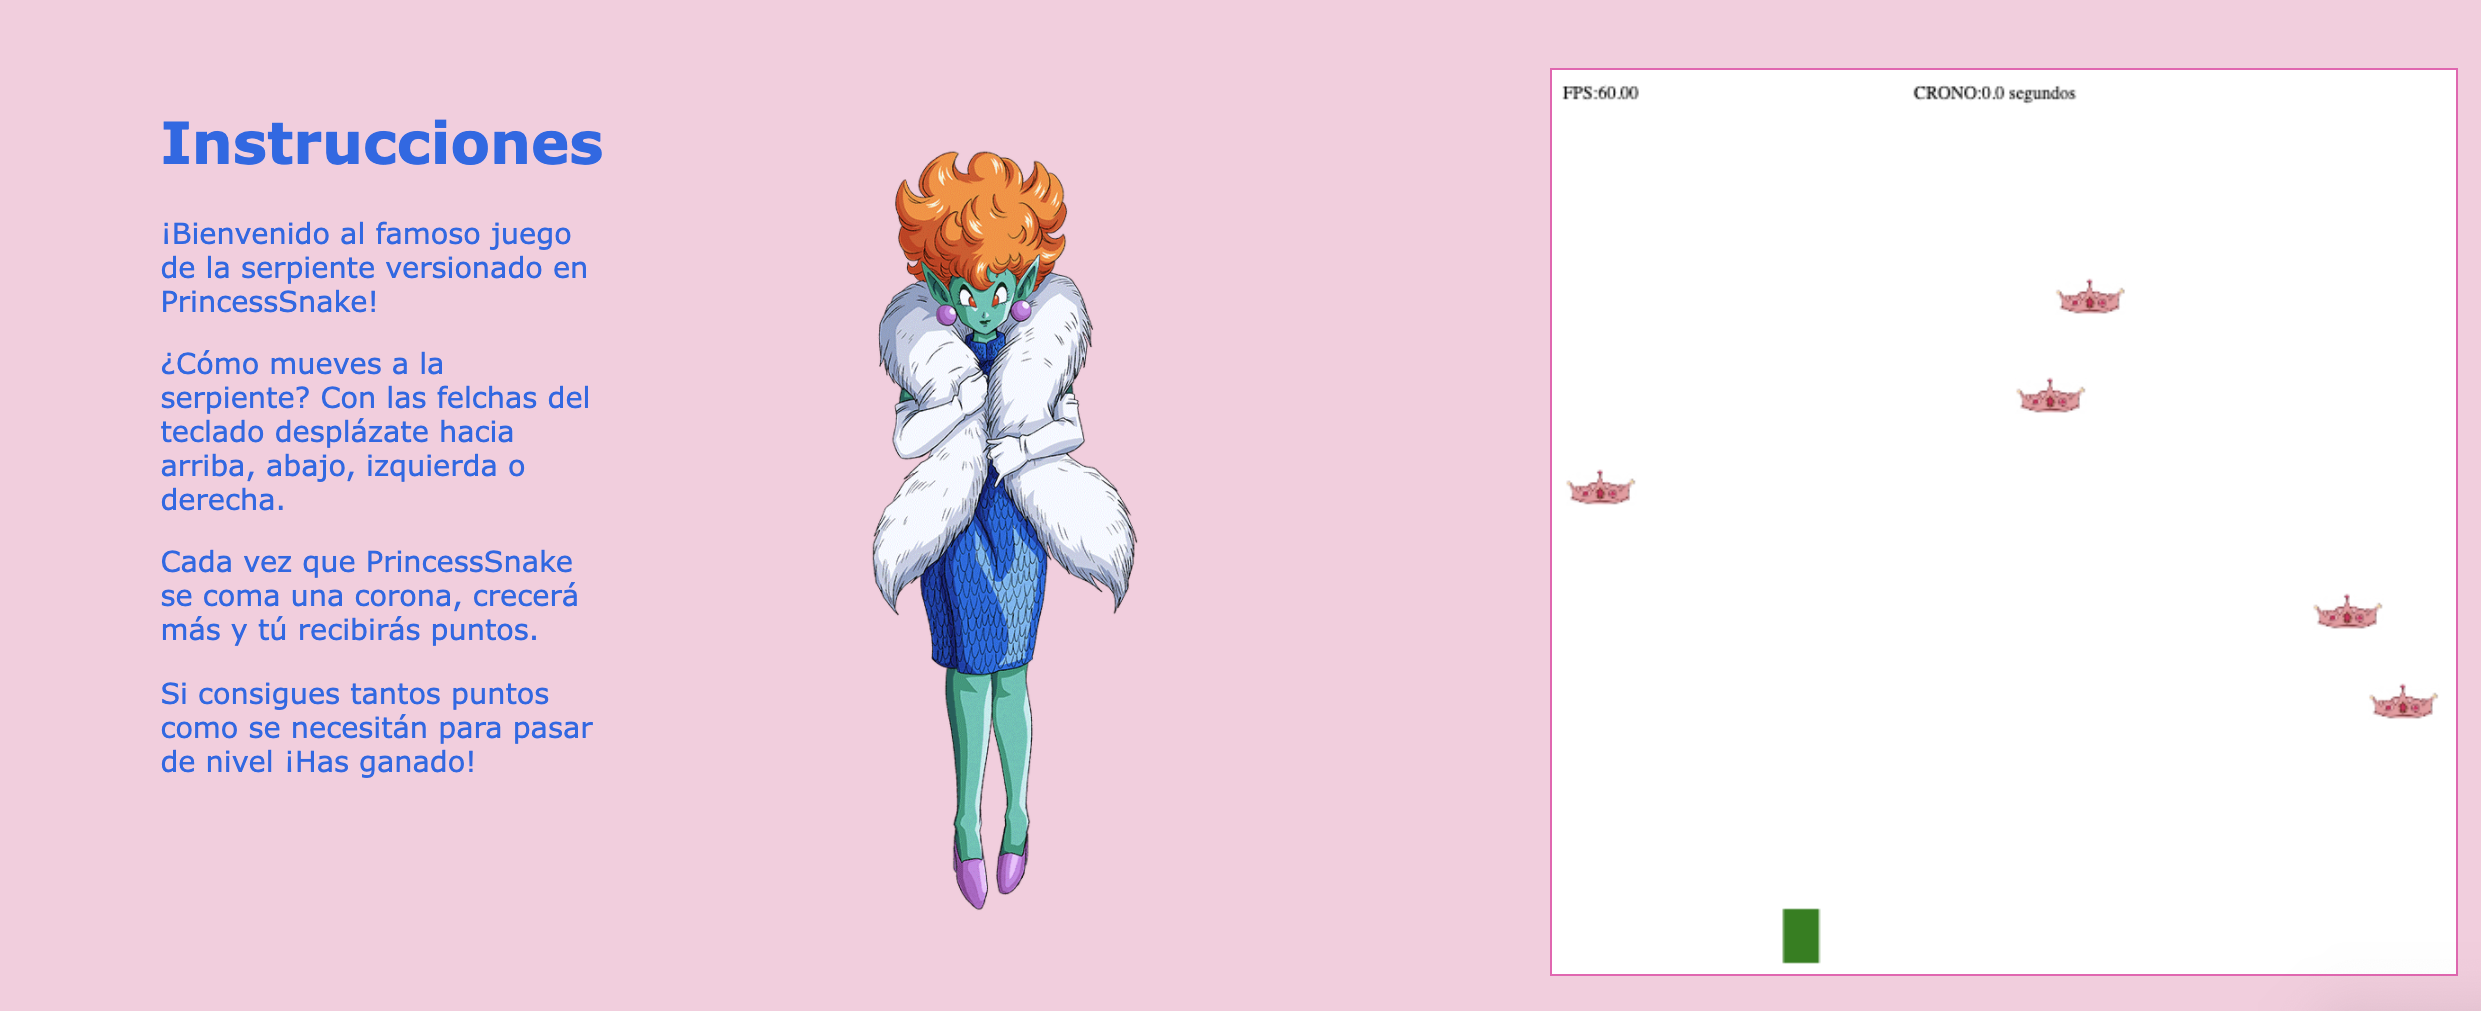 Instrucciones
¡Bienvenido al famoso juego
de la serpiente versionado en
PrincessSnake!
¿Cómo mueves a la
serpiente? Con las felchas del
teclado desplázate hacia
arriba, abajo, izquierda o
derecha.
Cada vez que PrincessSnake
se coma una corona, crecerá
más y tú recibirás puntos.
Si consigues tantos puntos
como se necesitán para pasar
de nivel ¡Has ganado!
FPS:60.00
CRONO:0.0 segundos